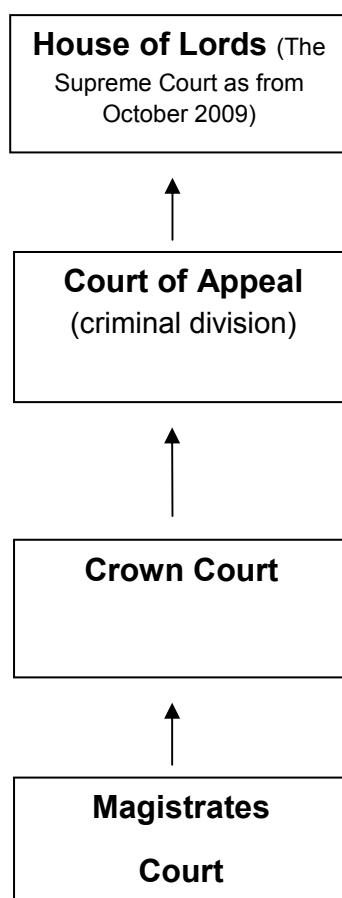 House of Lords (The
Supreme Court as from
October 2009)
Court of Appeal
(criminal division)
Crown Court
Magistrates
Court